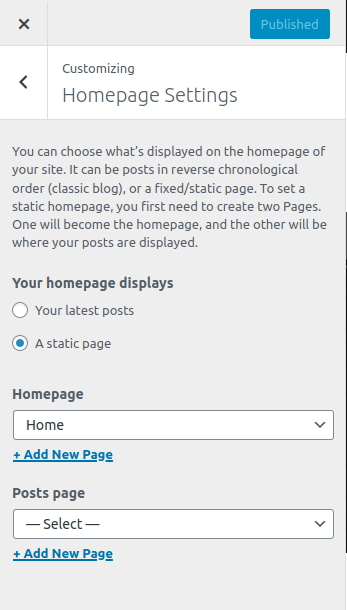 Published
Customizing
Homepage Settings
You can choose what's displayed on the homepage of
your site. It can be posts in reverse chronological
order (classic blog), or a fixed/static page. To set a
static homepage, you first need to create two Pages.
One will become the homepage, and the other will be
where your posts are displayed.
Your homepage displays
Your latest posts
A static page
Homepage
Home
+ Add New Page
Posts page
— Select —
+ Add New Page